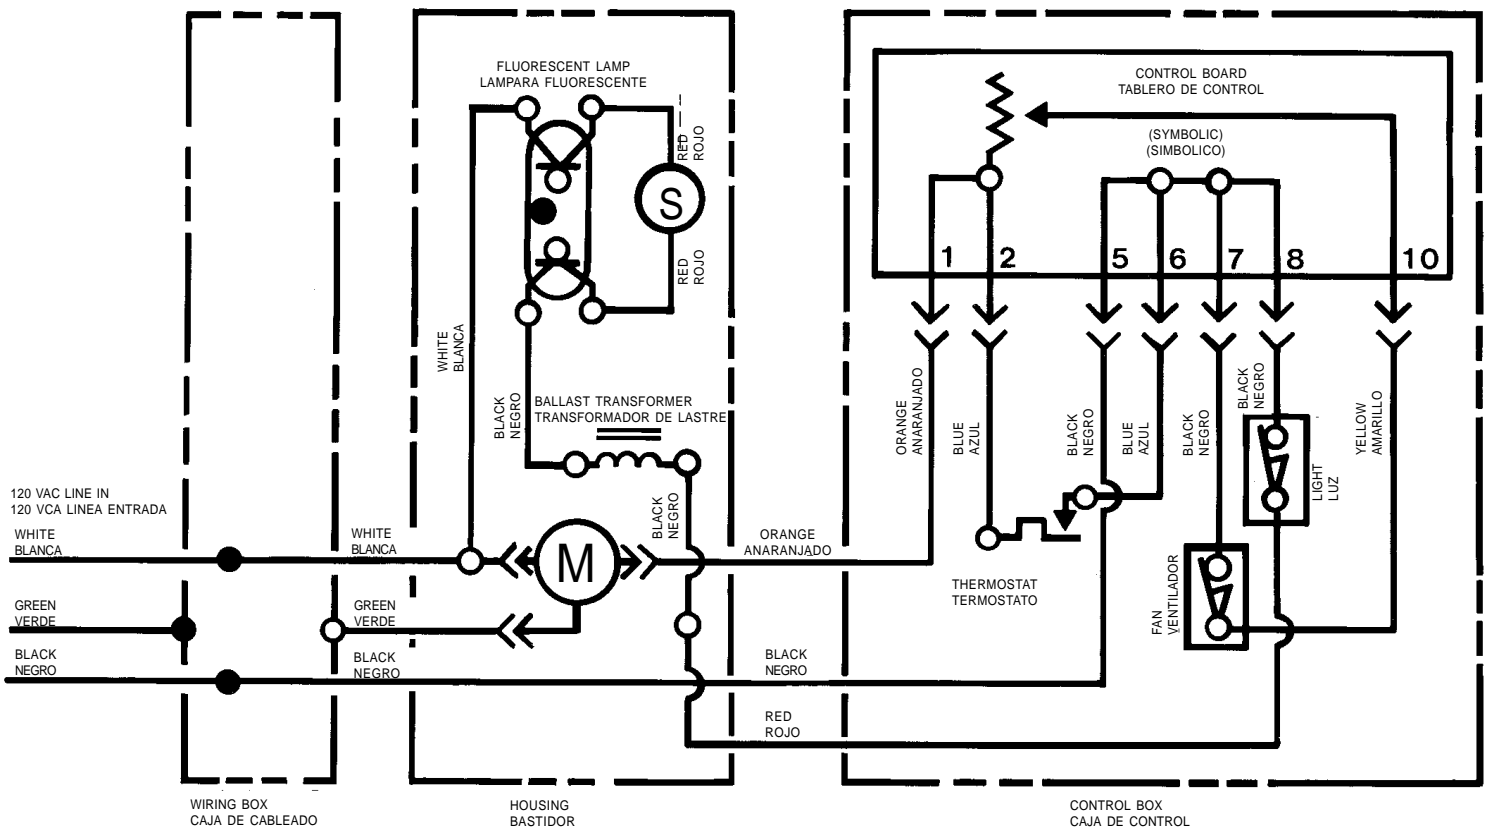 FLUORESCENT LAMP
LAMPARA FLUORESCENTE
CONTROL BOARD
TABLERO DE CONTROL
(SYMBOLIC)
(SIMBOLICO)
RED
ROJO
S
RED
ROJO
1
2
5
6
7
8
10
WHITE
BLANCA
BLACK
NEGRO
BALLAST TRANSFORMER
TRANSFORMADOR DE LASTRE
ORANGE
ANARANJADO
BLUE
AZUL
BLACK
NEGRO
BLUE
AZUL
BLACK
NEGRO
BLACK
NEGRO
YELLOW
AMARILLO
LIGHT
LUZ
120 VAC LINE IN
120 VCA LINEA ENTRADA
WHITE
BLANCA
WHITE
BLANCA
M
BLACK
NEGRO
ORANGE
ANARANJADO
THERMOSTAT
TERMOSTATO
FAN
VENTILADOR
GREEN
VERDE
GREEN
VERDE
BLACK
NEGRO
BLACK
NEGRO
BLACK
NEGRO
RED
ROJO
WIRING BOX
CAJA DE CABLEADO
HOUSING
BASTIDOR
CONTROL BOX
CAJA DE CONTROL